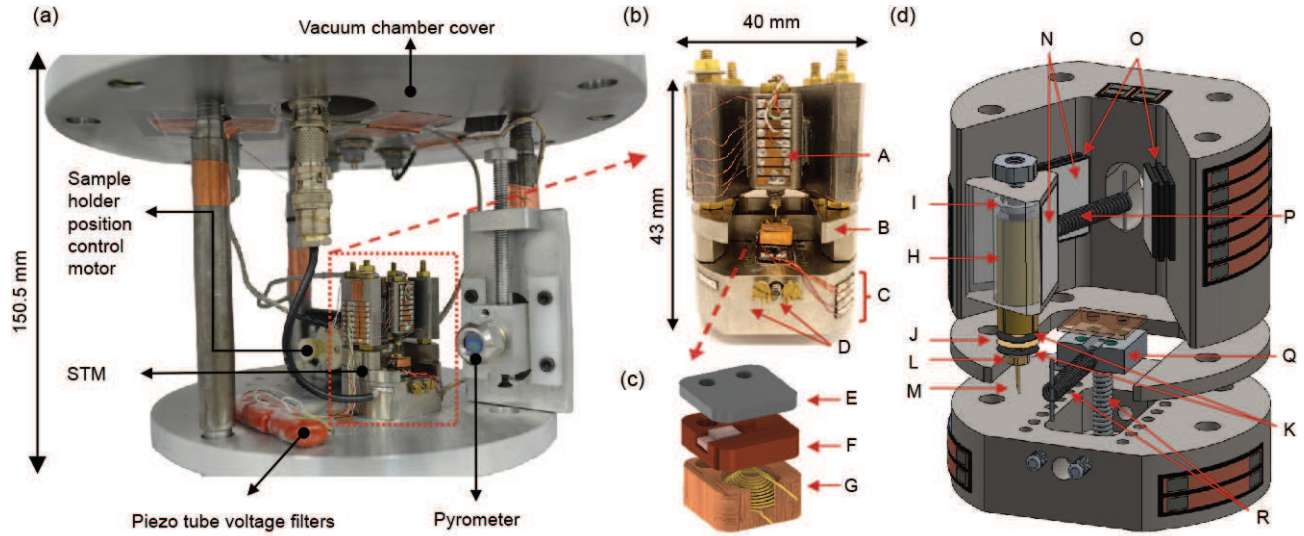 (a)
Vacuum chamber cover
150.5 mm
Sample
holder
position
control
motor
STM
Piezo tube voltage filters
Pyrometer
(b)
40 mm
43 mm
A
B
C
D
(c)
E
F
G
(d)
N
O
I
H
P
J
L
Q
M
K
R